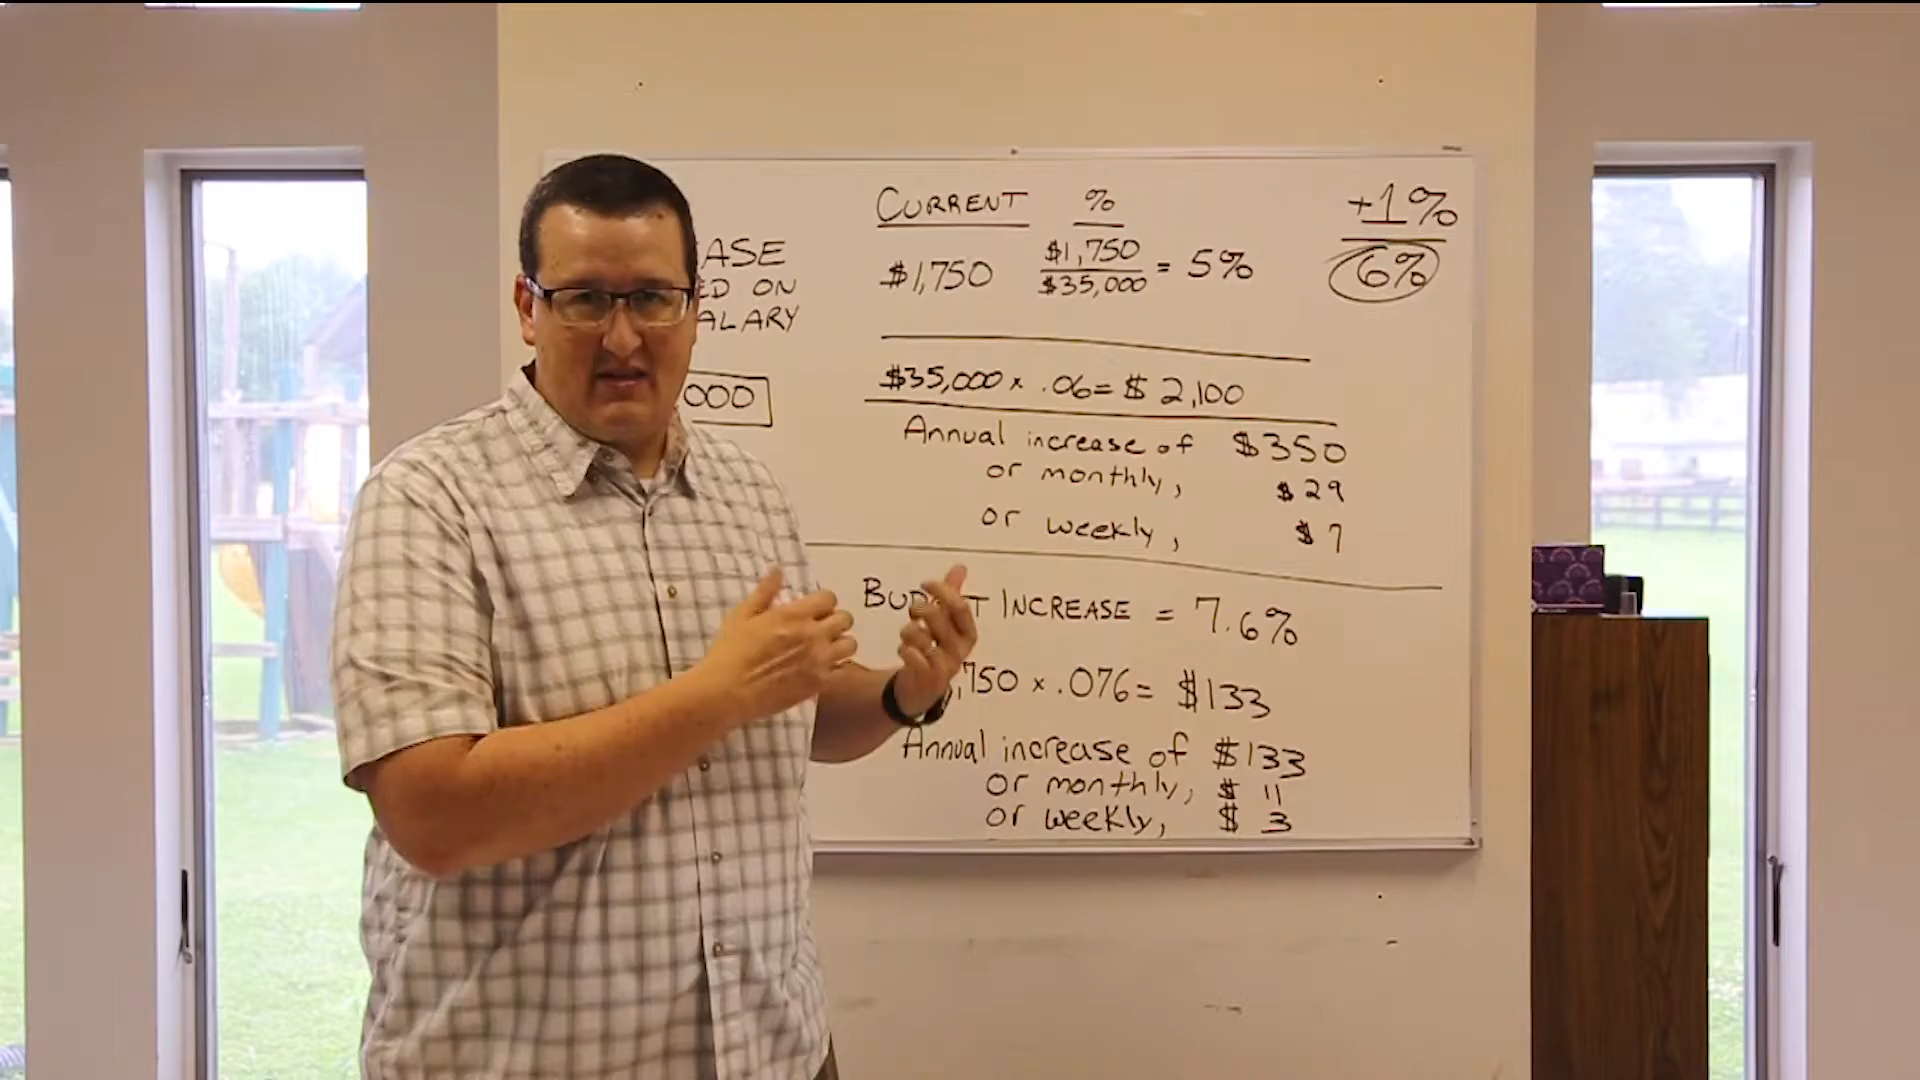 CURRENT %
+1%
ASE
ED ON
ALARY
$1,750 $1,750 = 5%
$35,000
6%
000
$35,000 x .06 = $ 2,100
Annual increase of $350
or monthly, $29
or weekly, $7
INCREASE = 7.6%
,750 x .076 = $133
Annual increase of $133
or monthly, $ 11
or weekly, $ 3